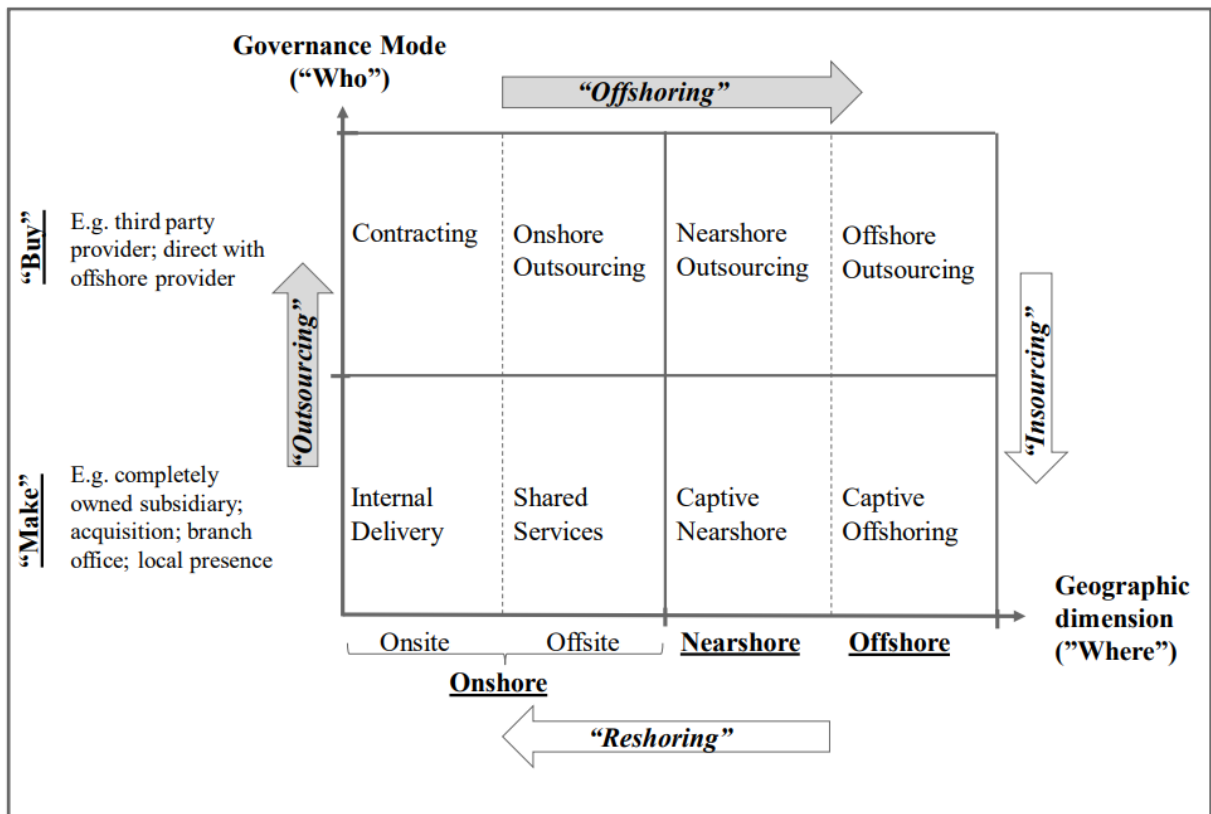 Governance Mode
(“Who”)
“Offshoring”
“Buy”
E.g. third party
provider; direct with
offshore provider
Contracting
Onshore
Outsourcing
Nearshore
Outsourcing
Offshore
Outsourcing
“Outsourcing”
“Insourcing”
“Make”
E.g. completely
owned subsidiary;
acquisition; branch
office; local presence
Internal
Delivery
Shared
Services
Captive
Nearshore
Captive
Offshoring
Geographic
dimension
(”Where”)
Onsite
Offsite
Nearshore
Offshore
Onshore
“Reshoring”